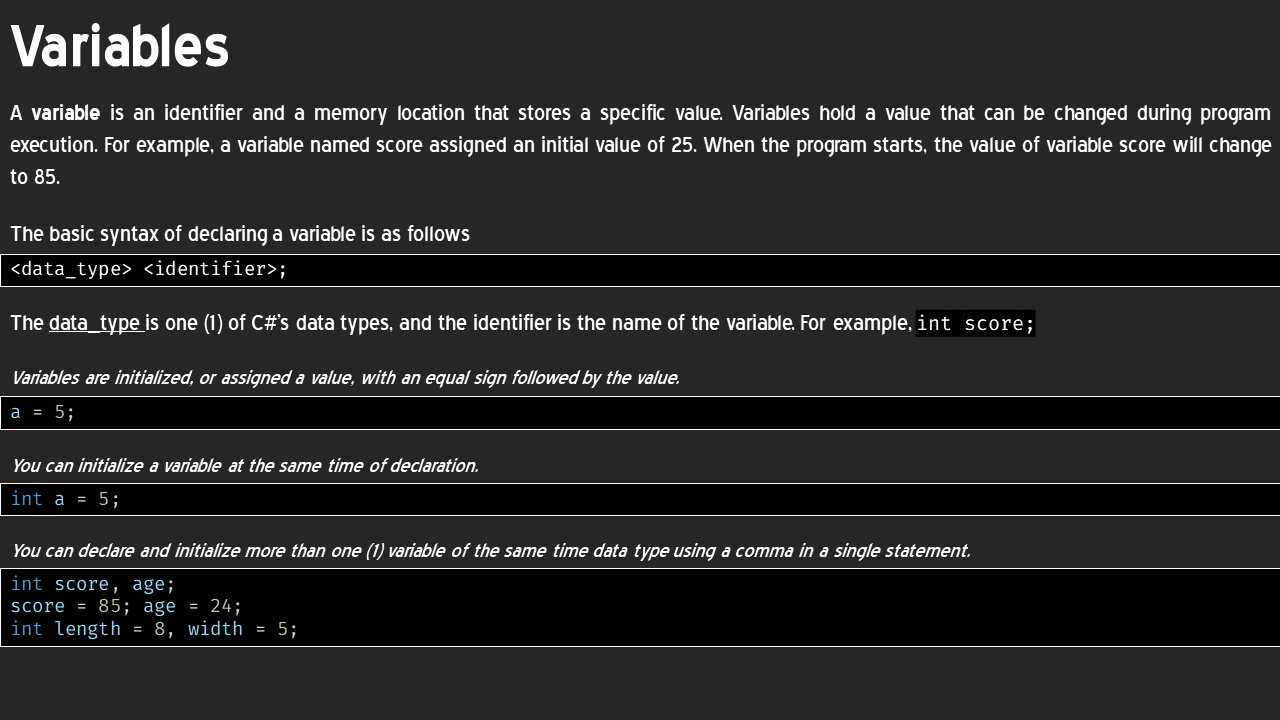 Variables
A variable is an identifier and a memory location that stores a specific value. Variables hold a value that can be changed during program
execution. For example, a variable named score assigned an initial value of 25. When the program starts, the value of variable score will change
to 85.
The basic syntax of declaring a variable is as follows
<data_type> <identifier>;
The data_type is one (1) of C#'s data types, and the identifier is the name of the variable. For example, int score;
Variables are initialized, or assigned a value, with an equal sign followed by the value.
a = 5;
You can initialize a variable at the same time of declaration.
int a = 5;
You can declare and initialize more than one (1) variable of the same time data type using a comma in a single statement.
int score, age;
score = 85; age = 24;
int length = 8, width = 5;